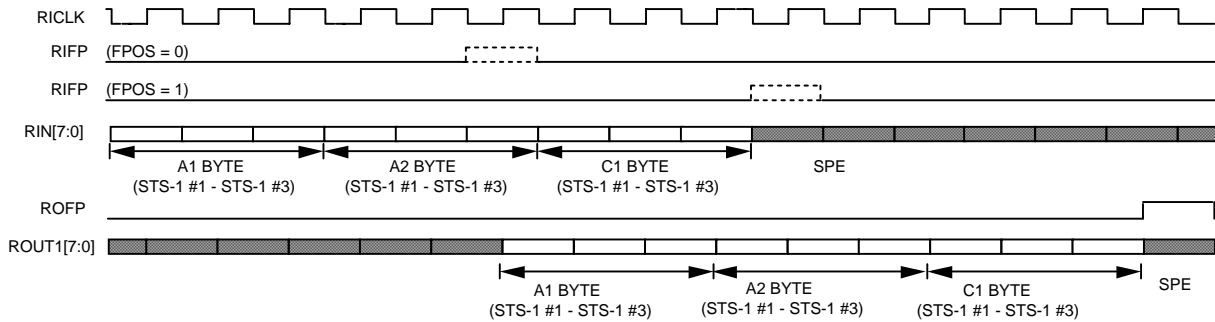 RICLK
RIFP (FPOS = 0)
RIFP (FPOS = 1)
RIN[7:0]
A1 BYTE
(STS-1 #1 - STS-1 #3)
A2 BYTE
(STS-1 #1 - STS-1 #3)
C1 BYTE
(STS-1 #1 - STS-1 #3)
SPE
ROFP
ROUT1[7:0]
A1 BYTE
(STS-1 #1 - STS-1 #3)
A2 BYTE
(STS-1 #1 - STS-1 #3)
C1 BYTE
(STS-1 #1 - STS-1 #3)
SPE